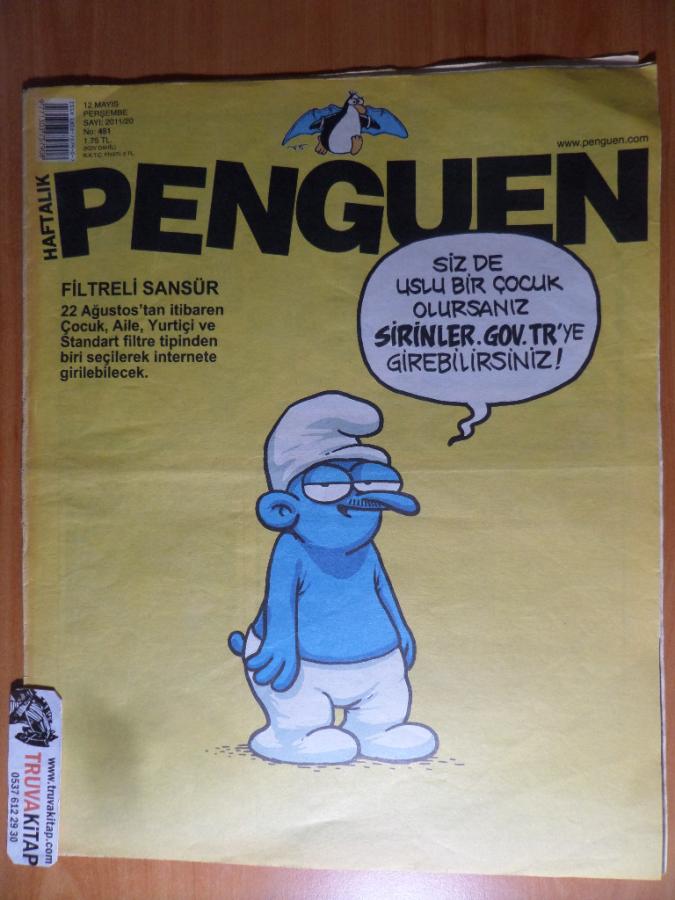 12 MAYIS
PERŞEMBE
SAYI: 2011/20
No: 451
1.75 TL
(KDV DAHİL)
www.penguen.com
HAFTALIK
PENGUEN
FİLTRELİ SANSÜR
22 Ağustos'tan itibaren
Çocuk, Aile, Yurtiçi ve
Standart filtre tipinden
biri seçilerek internete
girilebilecek.
SİZ DE
USLU BİR ÇOCUK
OLURSANIZ
SİRİNLER.GOV.TR'YE
GİREBİLİRSİNİZ!
www.truvakitap.com
TRUVAKİTAP
0537 612 29 30